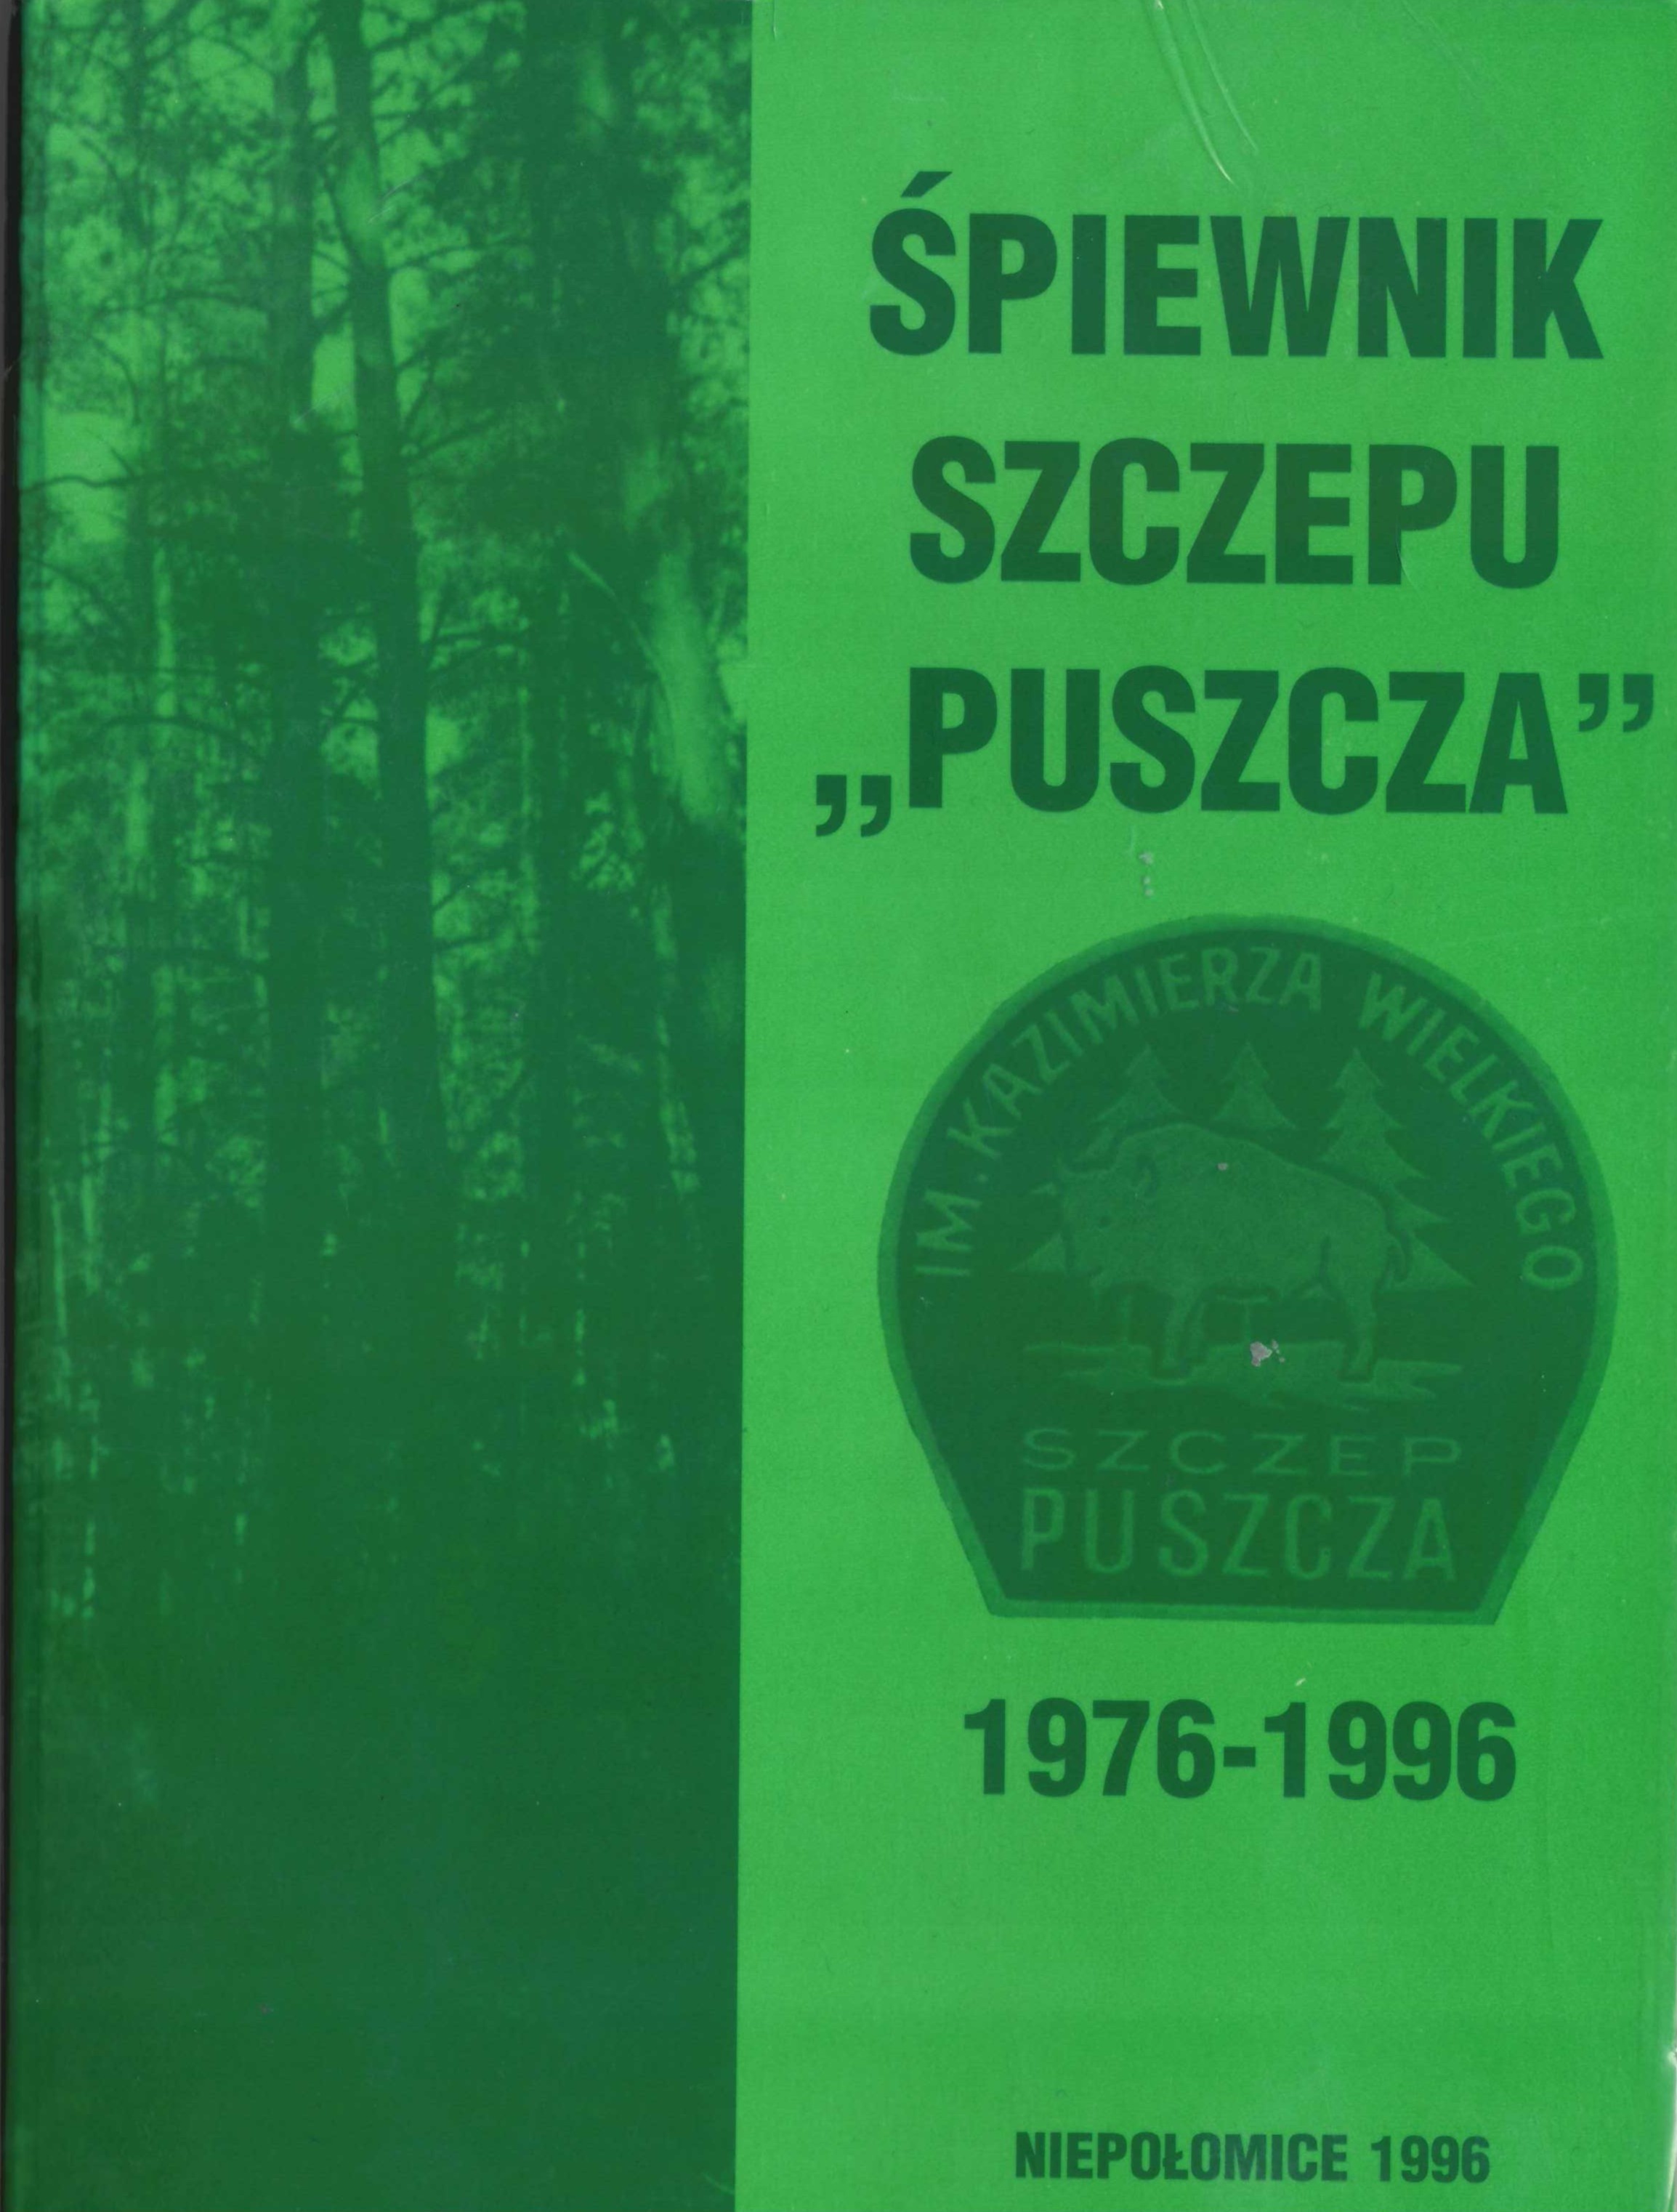 ŚPIEWNIK
SZCZEPU
„PUSZCZA”
IM. KAZIMIERZA WIELKIEGO
SZCZEP
PUSZCZA
1976-1996
NIEPOŁOMICE 1996